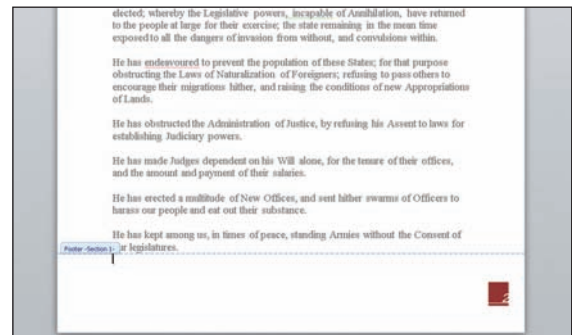 elected; whereby the Legislative powers, incapable of Annihilation, have returned
to the people at large for their exercise; the state remaining in the mean time
exposed to all the dangers of invasion from without, and convulsions within.
He has endeavoured to prevent the population of these States; for that purpose
obstructing the Laws of Naturalization of Foreigners; refusing to pass others to
encourage their migrations hither, and raising the conditions of new Appropriations
of Lands.
He has obstructed the Administration of Justice, by refusing his Assent to laws for
establishing Judiciary powers.
He has made Judges dependent on his Will alone, for the tenure of their offices,
and the amount and payment of their salaries.
He has erected a multitude of New Offices, and sent hither swarms of Officers to
harass our people and eat out their substance.
He has kept among us, in times of peace, standing Armies without the Consent of
ur legislatures.
Footer -Section 1-
2